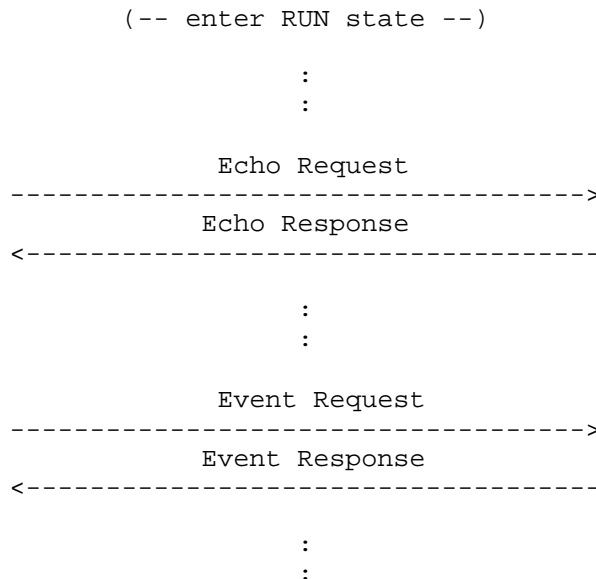 (-- enter RUN state --)
:
:
Echo Request
------------------------------------>
Echo Response
<------------------------------------
:
:
Event Request
------------------------------------>
Event Response
<------------------------------------
:
: